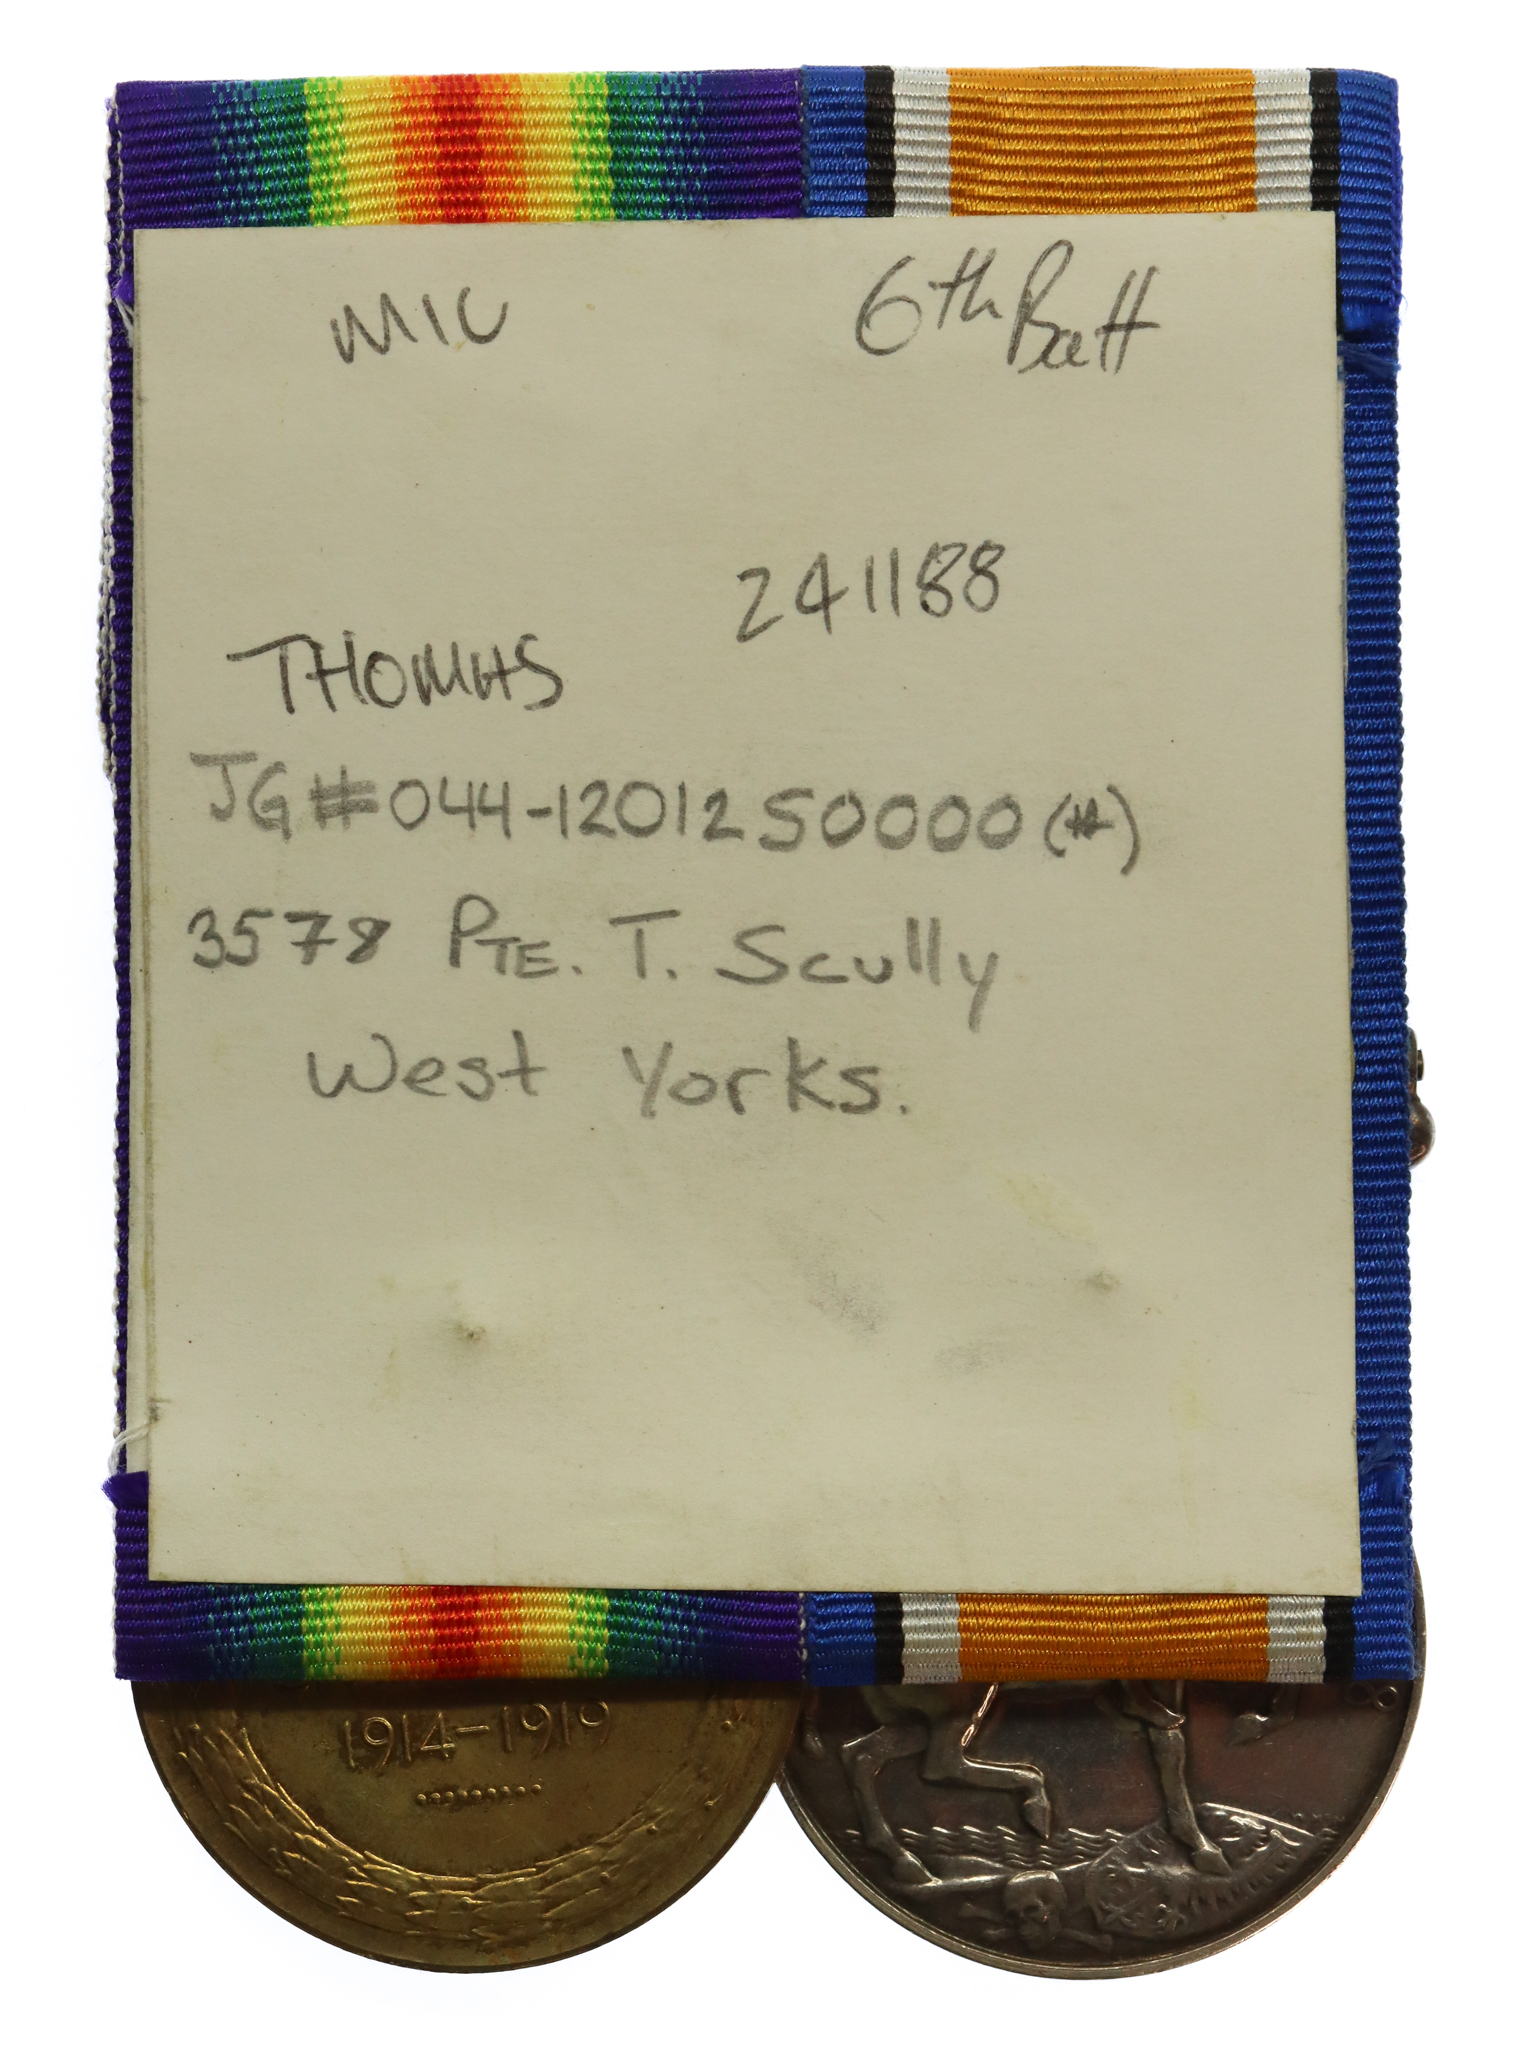 MIC 6th Batt
241188
THOMAS
JG#044-1201250000(#)
3578 PTE. T. Scully
West Yorks.
1914-1919